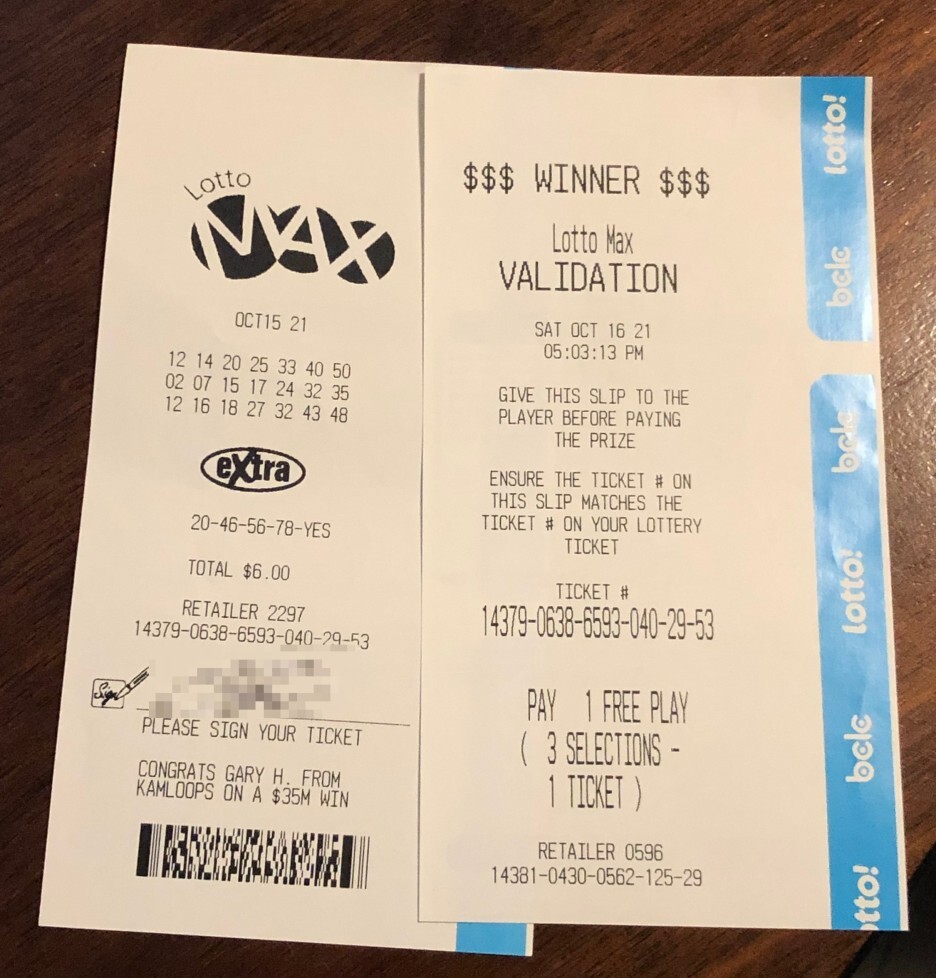 Lotto
MAX
OCT15 21
12 14 20 25 33 40 50
02 07 15 17 24 32 35
12 16 18 27 32 43 48
extra
20-46-56-78-YES
TOTAL $6.00
RETAILER 2297
14379-0638-6593-040-29-53
Sign
PLEASE SIGN YOUR TICKET
CONGRATS GARY H. FROM
KAMLOOPS ON A $35M WIN
$$$ WINNER $$$
Lotto Max
VALIDATION
SAT OCT 16 21
05:03:13 PM
GIVE THIS SLIP TO THE
PLAYER BEFORE PAYING
THE PRIZE
ENSURE THE TICKET # ON
THIS SLIP MATCHES THE
TICKET # ON YOUR LOTTERY
TICKET
TICKET #
14379-0638-6593-040-29-53
PAY 1 FREE PLAY
( 3 SELECTIONS -
1 TICKET )
RETAILER 0596
14381-0430-0562-125-29
lotto!
bclc
bclc
lotto!
bclc
lotto!